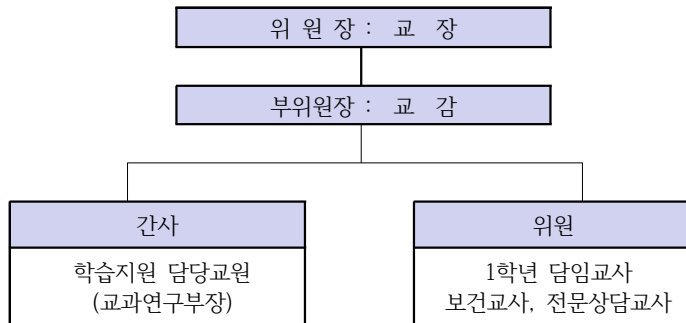 위 원 장 : 교 장
부위원장 : 교 감
간사
학습지원 담당교원
(교과연구부장)
위원
1학년 담임교사
보건교사, 전문상담교사